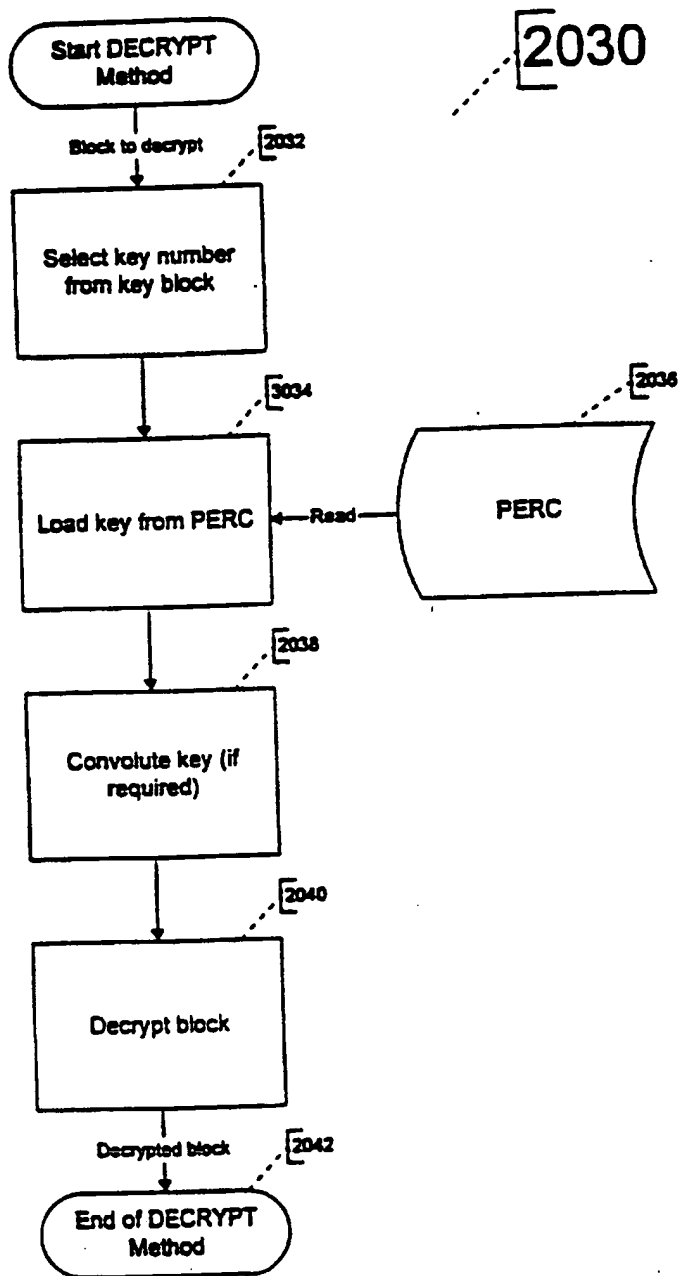 Start DECRYPT
Method
2030
Block to decrypt
2032
Select key number
from key block
3034
2036
Load key from PERC
Read
PERC
2038
Convolute key (if
required)
2040
Decrypt block
Decrypted block
2042
End of DECRYPT
Method